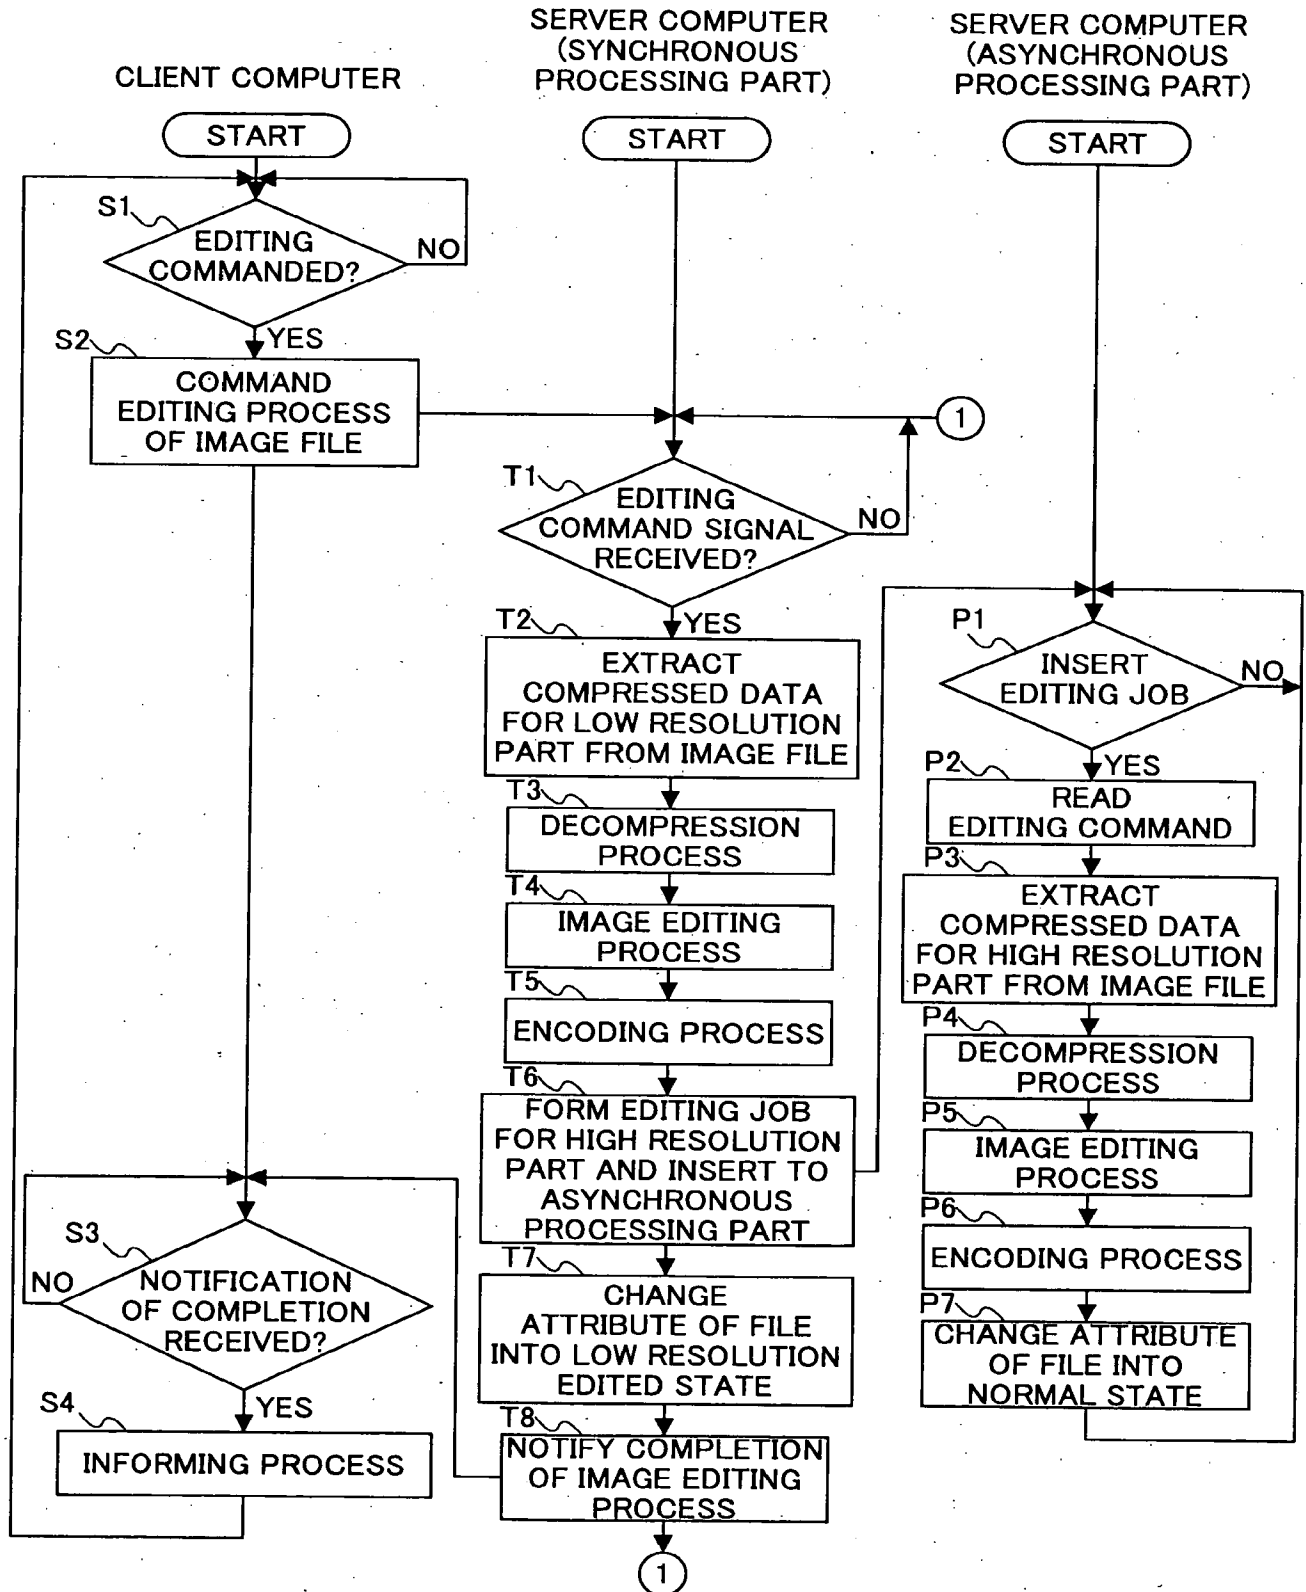 CLIENT COMPUTER
START
S1
EDITING
COMMANDED?
NO
YES
S2
COMMAND
EDITING PROCESS
OF IMAGE FILE
S3
NO
NOTIFICATION
OF COMPLETION
RECEIVED?
YES
S4
INFORMING PROCESS
SERVER COMPUTER
(SYNCHRONOUS
PROCESSING PART)
START
1
T1
EDITING
COMMAND SIGNAL
RECEIVED?
NO
YES
T2
EXTRACT
COMPRESSED DATA
FOR LOW RESOLUTION
PART FROM IMAGE FILE
T3
DECOMPRESSION
PROCESS
T4
IMAGE EDITING
PROCESS
T5
ENCODING PROCESS
T6
FORM EDITING JOB
FOR HIGH RESOLUTION
PART AND INSERT TO
ASYNCHRONOUS
PROCESSING PART
T7
CHANGE
ATTRIBUTE OF FILE
INTO LOW RESOLUTION
EDITED STATE
T8
NOTIFY COMPLETION
OF IMAGE EDITING
PROCESS
1
SERVER COMPUTER
(ASYNCHRONOUS
PROCESSING PART)
START
P1
INSERT
EDITING JOB
NO
YES
P2
READ
EDITING COMMAND
P3
EXTRACT
COMPRESSED DATA
FOR HIGH RESOLUTION
PART FROM IMAGE FILE
P4
DECOMPRESSION
PROCESS
P5
IMAGE EDITING
PROCESS
P6
ENCODING PROCESS
P7
CHANGE ATTRIBUTE
OF FILE INTO
NORMAL STATE